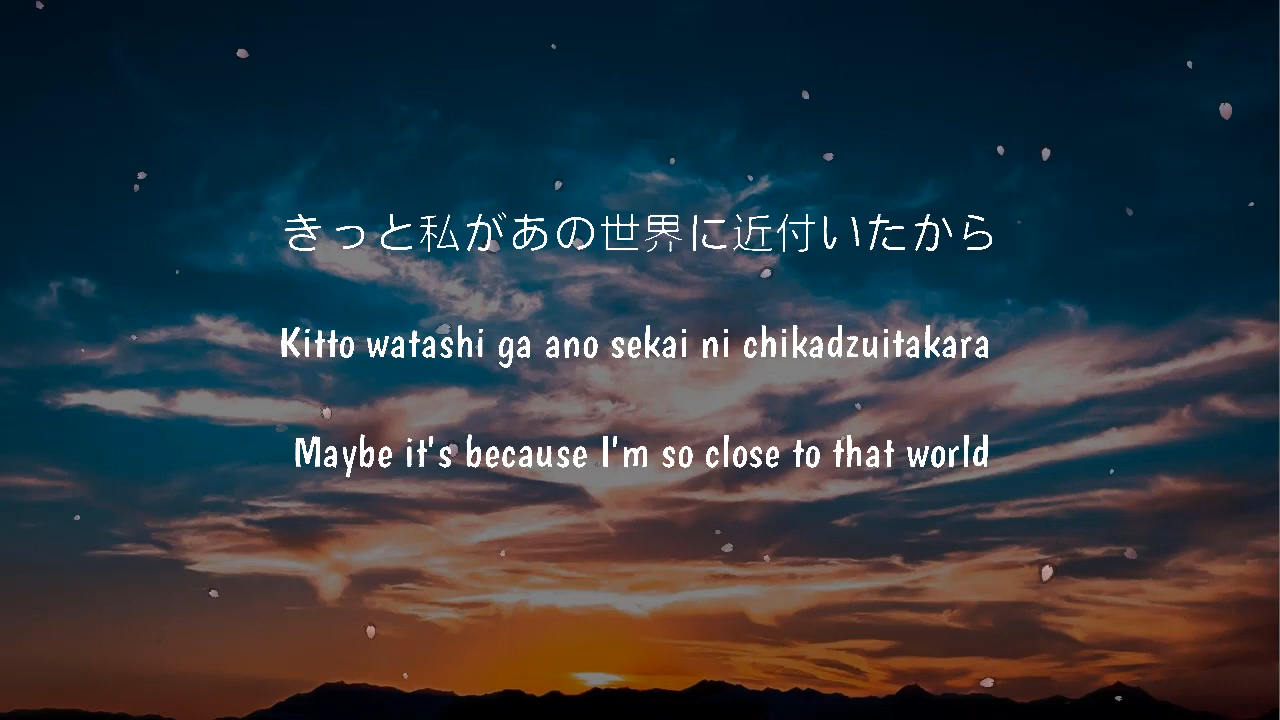 きっと私があの世界に近付いたから
Kitto watashi ga ano sekai ni chikadzuitakara
Maybe it's because I'm so close to that world